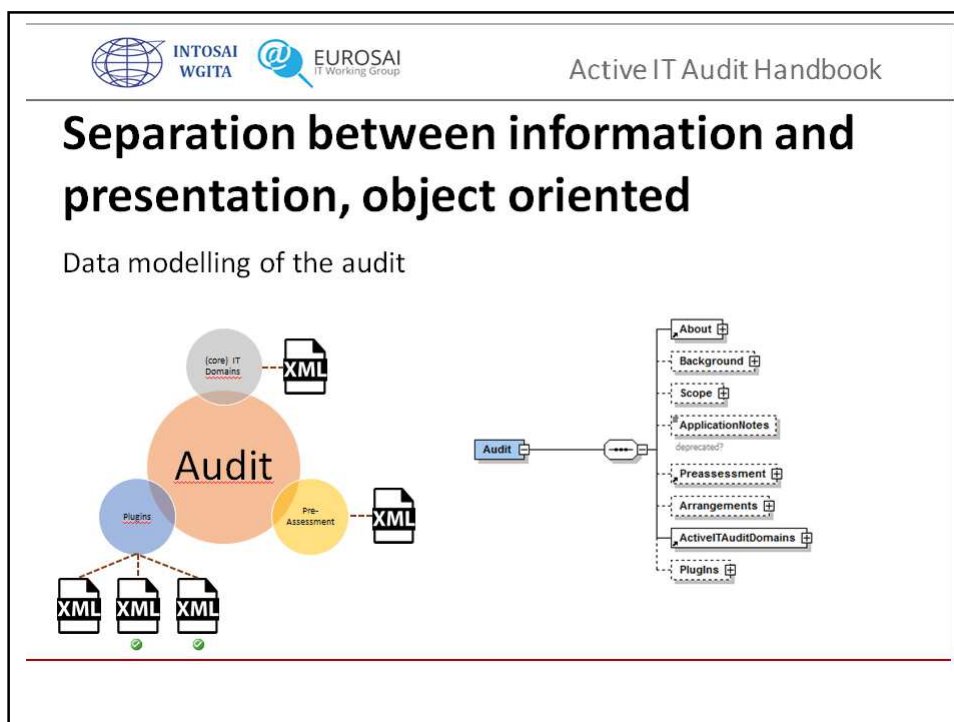 INTOSAI
WGITA
@
EUROSAI
IT Working Group
Active IT Audit Handbook
Separation between information and
presentation, object oriented
Data modelling of the audit
(core) IT
Domains
XML
Audit
Plugins
Pre-
Assessment
XML
XML
XML
XML
Audit
About
Background
Scope
ApplicationNotes
deprecated?
Preassessment
Arrangements
ActiveITAuditDomains
PlugIns